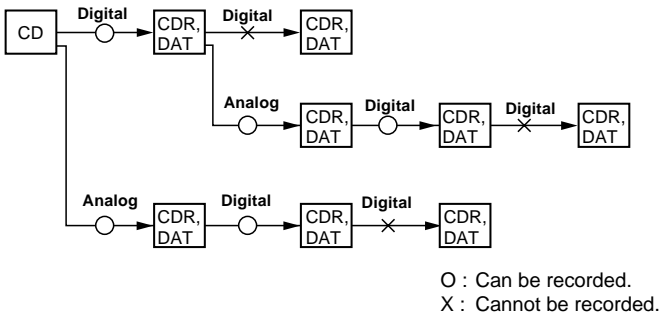 Digital
Digital
CD
CDR,
DAT
CDR,
DAT
Analog
Digital
Digital
CDR,
DAT
CDR,
DAT
CDR,
DAT
Analog
Digital
Digital
CDR,
DAT
CDR,
DAT
CDR,
DAT
O : Can be recorded.
X : Cannot be recorded.